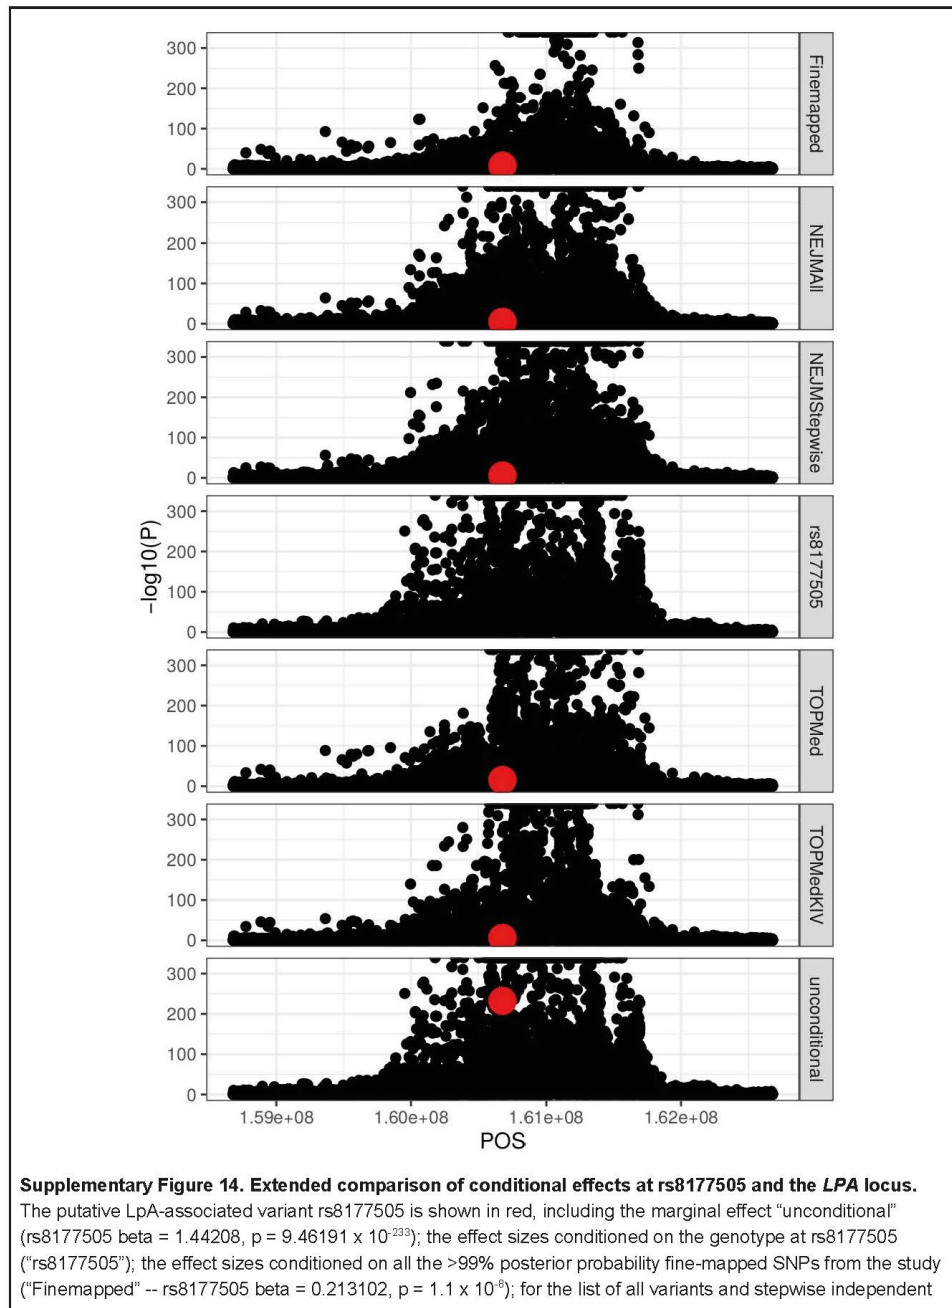 300
200
100
0
Finemapped
300
200
100
0
NEJMAll
300
200
100
0
NEJMStepwise
300
200
100
0
rs8177505
−log10(P)
300
200
100
0
TOPMed
300
200
100
0
TOPMedKIV
300
200
100
0
unconditional
1.59e+08 1.60e+08 1.61e+08 1.62e+08
POS
Supplementary Figure 14. Extended comparison of conditional effects at rs8177505 and the LPA locus.
The putative LpA-associated variant rs8177505 is shown in red, including the marginal effect “unconditional”
(rs8177505 beta = 1.44208, p = 9.46191 x 10-233); the effect sizes conditioned on the genotype at rs8177505
(“rs8177505”); the effect sizes conditioned on all the >99% posterior probability fine-mapped SNPs from the study
(“Finemapped” -- rs8177505 beta = 0.213102, p = 1.1 x 10-8); for the list of all variants and stepwise independent